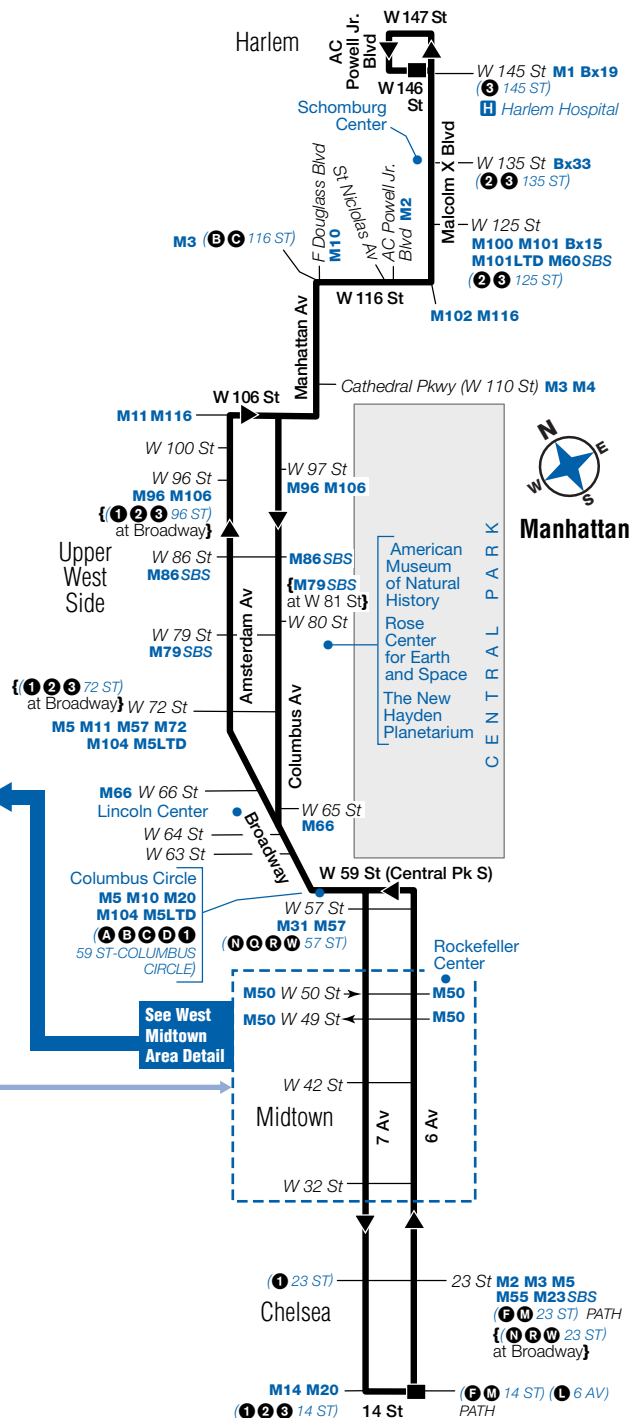 W 147 St
Harlem
AC
Powell Jr.
Blvd
W 146
St
W 145 St M1 Bx19
(3 145 ST)
H Harlem Hospital
Schomburg
Center
Malcolm X Blvd
W 135 St Bx33
(2 3 135 ST)
F Douglass Blvd
M10
St Niclolas Av
AC Powell Jr.
Blvd M2
W 125 St
M100 M101 Bx15
M101LTD M60SBS
(2 3 125 ST)
M3 (B C 116 ST)
W 116 St
M102 M116
Manhattan Av
Cathedral Pkwy (W 110 St) M3 M4
W 106 St
M11 M116
W 100 St
W 97 St
M96 M106
W 96 St
M96 M106
{(1 2 3 96 ST)
at Broadway}
N
E
W
S
Manhattan
Upper
West
Side
W 86 St
M86SBS
M86SBS
{M79SBS
at W 81 St}
W 80 St
W 79 St
M79SBS
Amsterdam Av
Columbus Av
American
Museum
of Natural
History
Rose
Center
for Earth
and Space
The New
Hayden
Planetarium
CENTRAL PARK
{(1 2 3 72 ST)
at Broadway} W 72 St
M5 M11 M57 M72
M104 M5LTD
M66 W 66 St
Lincoln Center
W 65 St
M66
W 64 St
W 63 St
Broadway
W 59 St (Central Pk S)
Columbus Circle
M5 M10 M20
M104 M5LTD
(A B C D 1
59 ST-COLUMBUS
CIRCLE)
W 57 St
M31 M57
(N Q R W 57 ST)
Rockefeller
Center
M50 W 50 St
M50
M50 W 49 St
M50
See West
Midtown
Area Detail
W 42 St
Midtown
7 Av
6 Av
W 32 St
(1 23 ST)
Chelsea
23 St M2 M3 M5
M55 M23SBS
(F M 23 ST) PATH
{(N R W 23 ST)
at Broadway}
M14 M20
(1 2 3 14 ST)
14 St
(F M 14 ST) (L 6 AV)
PATH